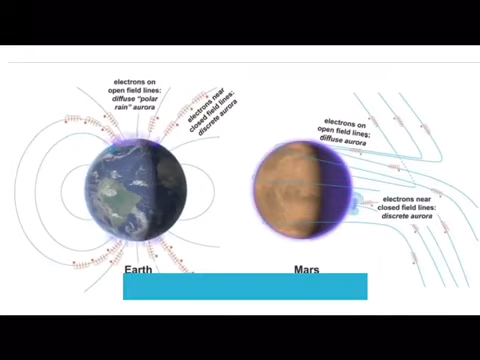 electrons on
open field lines:
diffuse "polar
rain" aurora
electrons near
closed field lines:
discrete aurora
electrons on
open field lines:
diffuse aurora
electrons near
closed field lines:
discrete aurora
Earth
Mars